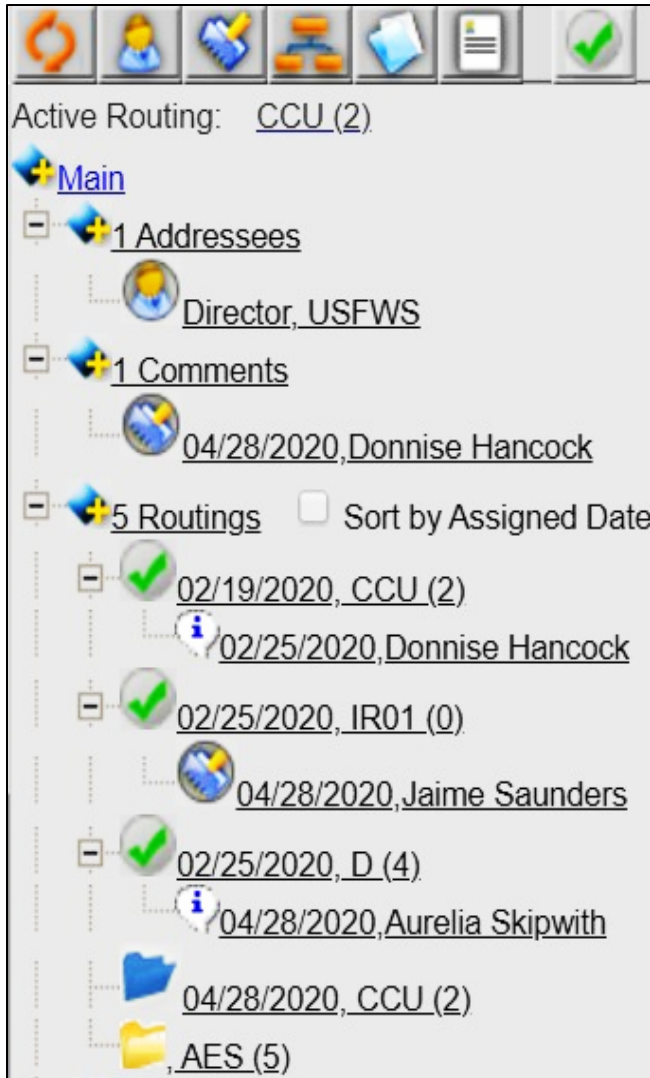 Active Routing: CCU (2)
Main
1 Addressees
Director, USFWS
1 Comments
04/28/2020,Donnise Hancock
5 Routings Sort by Assigned Date
02/19/2020, CCU (2)
02/25/2020,Donnise Hancock
02/25/2020, IR01 (0)
04/28/2020,Jaime Saunders
02/25/2020, D (4)
04/28/2020,Aurelia Skipwith
04/28/2020, CCU (2)
, AES (5)